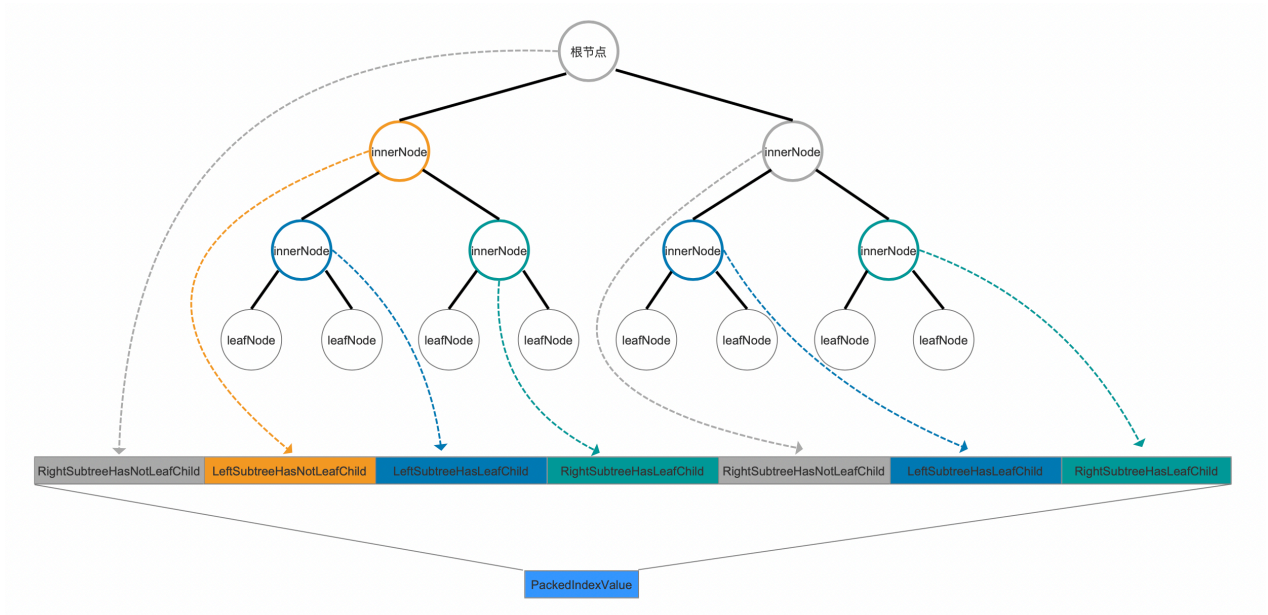 根节点
innerNode
innerNode
innerNode
innerNode
innerNode
innerNode
leafNode
leafNode
leafNode
leafNode
leafNode
leafNode
leafNode
leafNode
RightSubtreeHasNotLeafChild
LeftSubtreeHasNotLeafChild
LeftSubtreeHasLeafChild
RightSubtreeHasLeafChild
RightSubtreeHasNotLeafChild
LeftSubtreeHasLeafChild
RightSubtreeHasLeafChild
PackedIndexValue